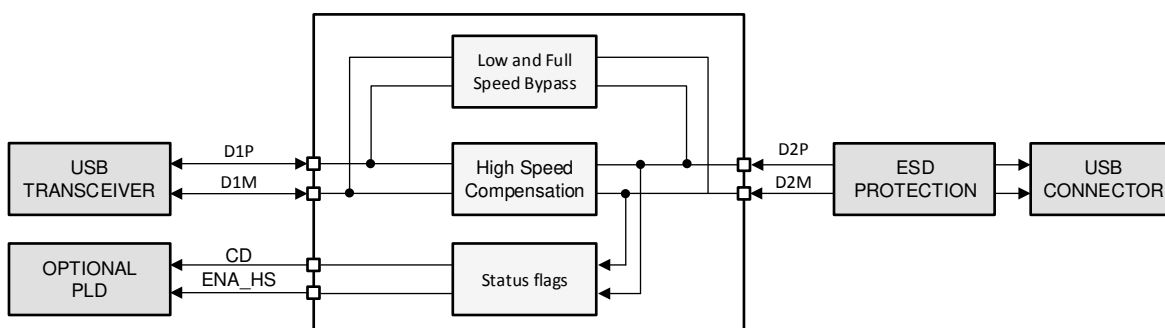 Low and Full
Speed Bypass
USB
TRANSCEIVER
D1P
D1M
High Speed
Compensation
D2P
D2M
ESD
PROTECTION
USB
CONNECTOR
OPTIONAL
PLD
CD
ENA_HS
Status flags